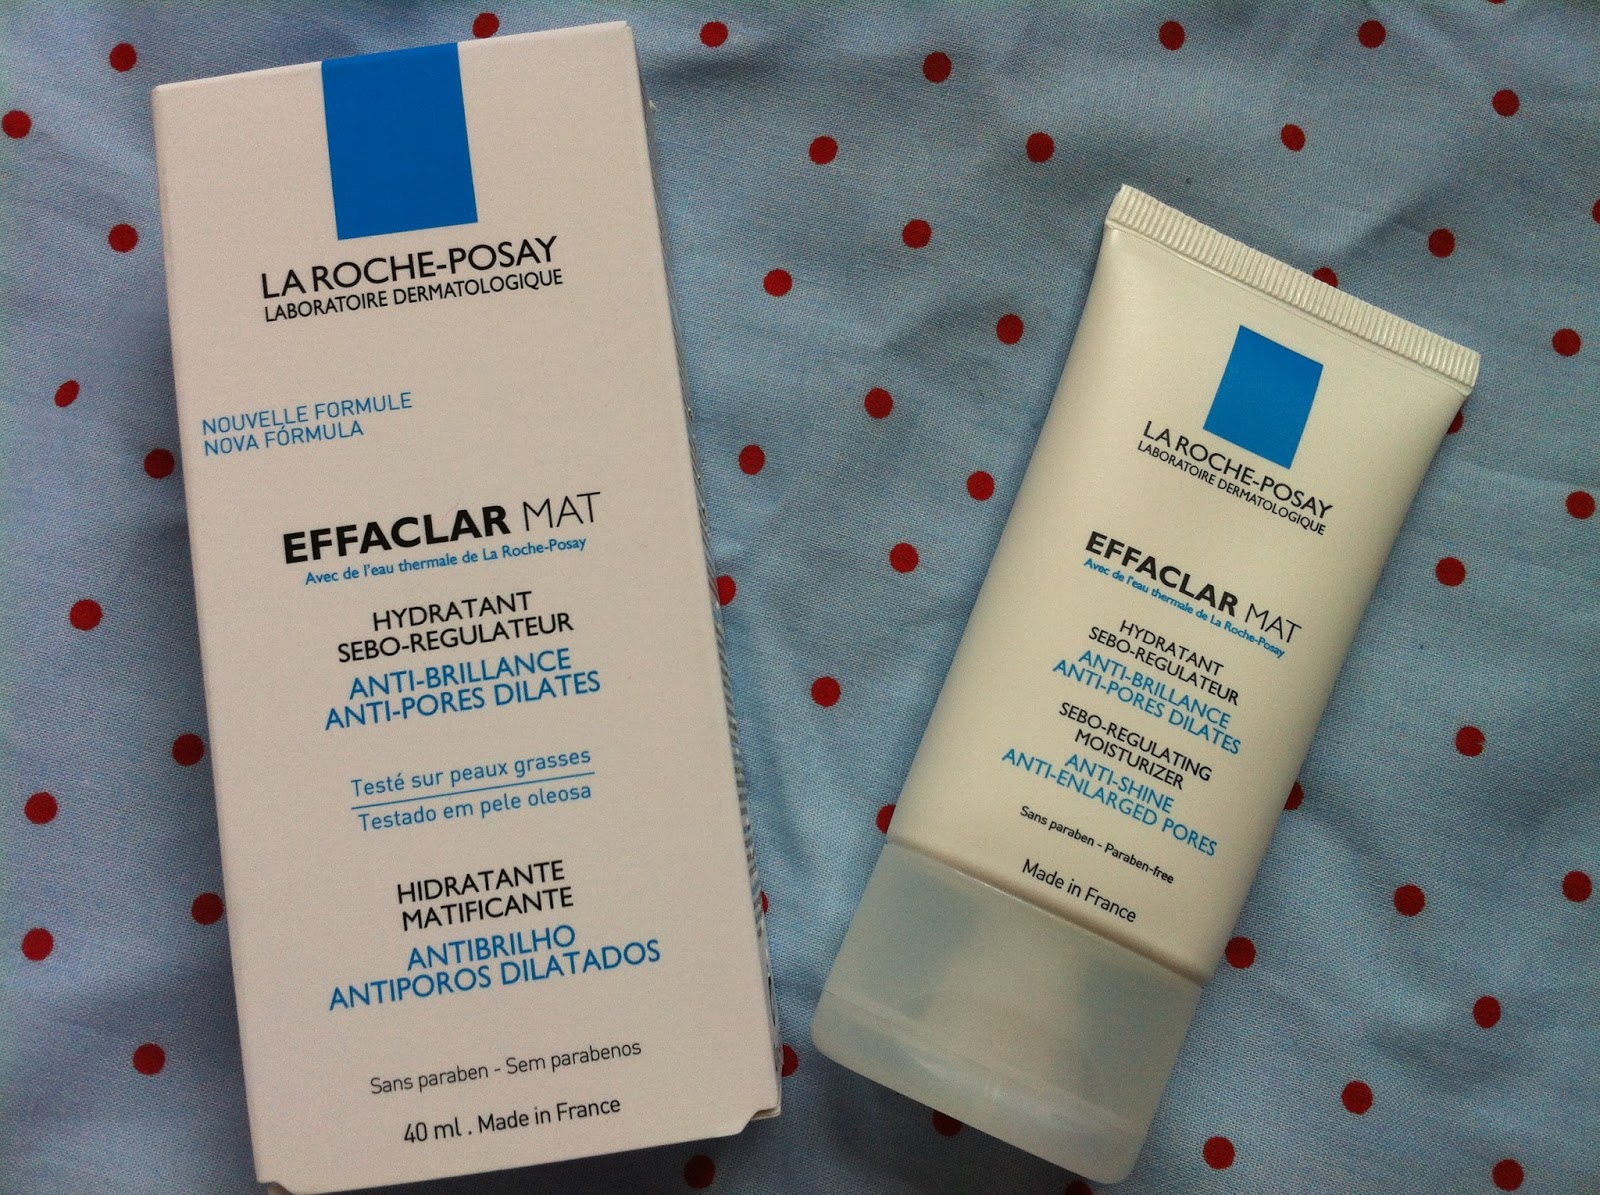 LA ROCHE-POSAY
LABORATOIRE DERMATOLOGIQUE
NOUVELLE FORMULE
NOVA FÓRMULA
EFFACLAR MAT
Avec de l'eau thermale de La Roche-Posay
HYDRATANT
SEBO-REGULATEUR
ANTI-BRILLANCE
ANTI-PORES DILATES
Testé sur peaux grasses
Testado em pele oleosa
HIDRATANTE
MATIFICANTE
ANTIBRILHO
ANTIPOROS DILATADOS
Sans paraben - Sem parabenos
40 ml . Made in France
LA ROCHE-POSAY
LABORATOIRE DERMATOLOGIQUE
EFFACLAR MAT
Avec de l'eau thermale de La Roche-Posay
HYDRATANT
SEBO-REGULATEUR
ANTI-BRILLANCE
ANTI-PORES DILATES
SEBO-REGULATING
MOISTURIZER
ANTI-SHINE
ANTI-ENLARGED PORES
Sans paraben - Paraben-free
Made in France